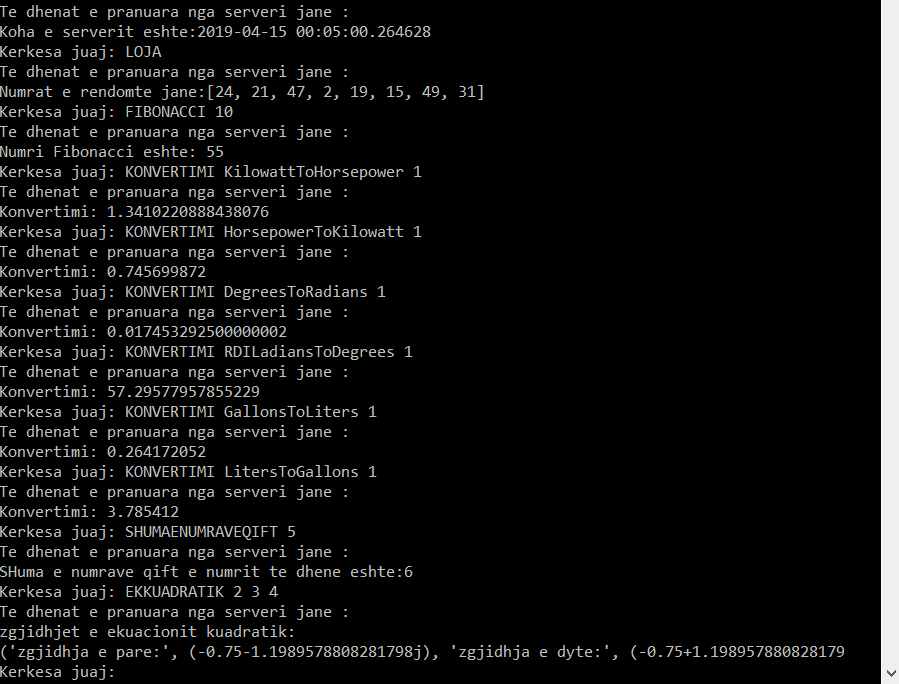 Te dhenat e pranuara nga serveri jane :
Koha e serverit eshte:2019-04-15 00:05:00.264628
Kerkesa juaj: LOJA
Te dhenat e pranuara nga serveri jane :
Numrat e rendomte jane:[24, 21, 47, 2, 19, 15, 49, 31]
Kerkesa juaj: FIBONACCI 10
Te dhenat e pranuara nga serveri jane :
Numri Fibonacci eshte: 55
Kerkesa juaj: KONVERTIMI KilowattToHorsepower 1
Te dhenat e pranuara nga serveri jane :
Konvertimi: 1.3410220888438076
Kerkesa juaj: KONVERTIMI HorsepowerToKilowatt 1
Te dhenat e pranuara nga serveri jane :
Konvertimi: 0.745699872
Kerkesa juaj: KONVERTIMI DegreesToRadians 1
Te dhenat e pranuara nga serveri jane :
Konvertimi: 0.017453292500000002
Kerkesa juaj: KONVERTIMI RDILadiansToDegrees 1
Te dhenat e pranuara nga serveri jane :
Konvertimi: 57.29577957855229
Kerkesa juaj: KONVERTIMI GallonsToLiters 1
Te dhenat e pranuara nga serveri jane :
Konvertimi: 0.264172052
Kerkesa juaj: KONVERTIMI LitersToGallons 1
Te dhenat e pranuara nga serveri jane :
Konvertimi: 3.785412
Kerkesa juaj: SHUMAENUMRAVEQIFT 5
Te dhenat e pranuara nga serveri jane :
SHuma e numrave qift e numrit te dhene eshte:6
Kerkesa juaj: EKKUADRATIK 2 3 4
Te dhenat e pranuara nga serveri jane :
zgjidhjet e ekuacionit kuadratik:
('zgjidhja e pare:', (-0.75-1.1989578808281798j), 'zgjidhja e dyte:', (-0.75+1.198957880828179
Kerkesa juaj: